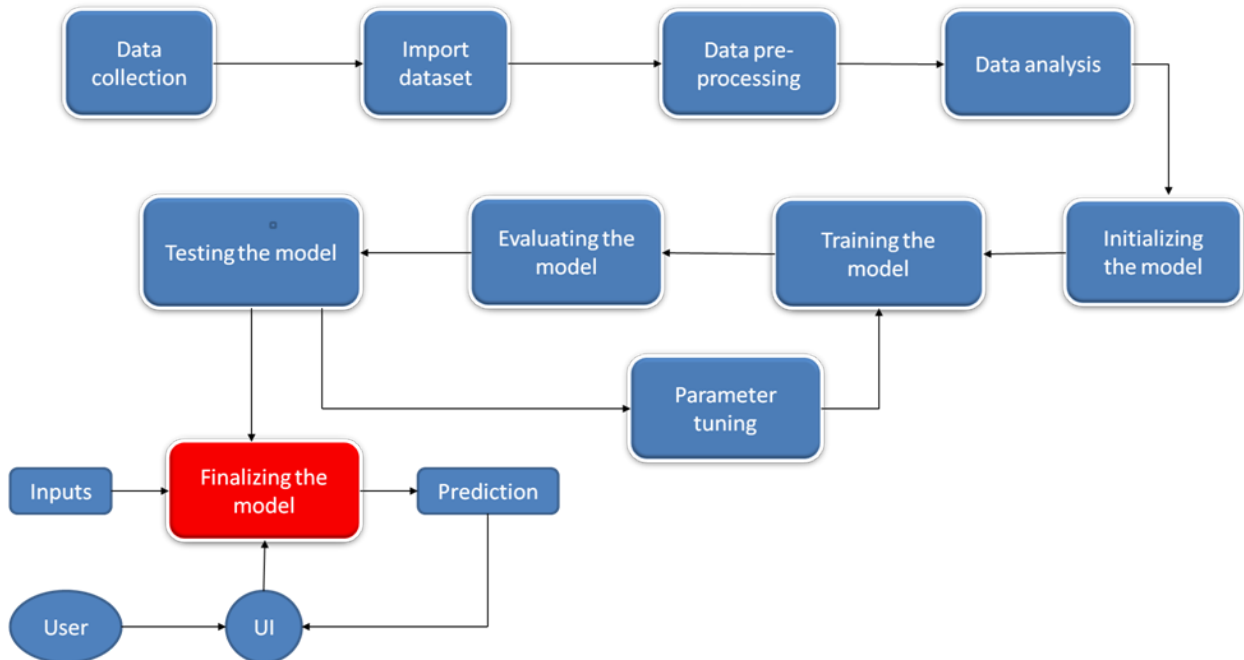 Data
collection
Import
dataset
Data pre-
processing
Data analysis
Testing the model
Evaluating the
model
Training the
model
Initializing
the model
Parameter
tuning
Inputs
Finalizing the
model
Prediction
User
UI